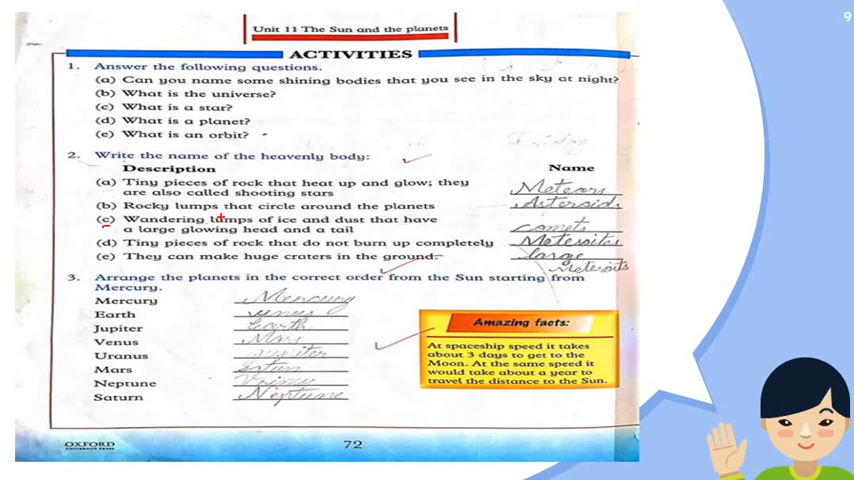 9
Unit 11 The Sun and the planets
ACTIVITIES
1. Answer the following questions.
(a) Can you name some shining bodies that you see in the sky at night?
(b) What is the universe?
(c) What is a star?
(d) What is a planet?
(e) What is an orbit?
2. Write the name of the heavenly body:
Description Name
(a) Tiny pieces of rock that heat up and glow; they
are also called shooting stars Meteors
(b) Rocky lumps that circle around the planets Asteroids
(c) Wandering lumps of ice and dust that have
a large glowing head and a tail comets
(d) Tiny pieces of rock that do not burn up completely Meteroites
(e) They can make huge craters in the ground. large
Meteroits
3. Arrange the planets in the correct order from the Sun starting from
Mercury.
Mercury Mercury
Earth venus
Jupiter Earth
Venus Mars
Uranus
Mars
Neptune
Saturn Neptune
Amazing facts:
At spaceship speed it takes
about 3 days to get to the
Moon. At the same speed it
would take about a year to
travel the distance to the Sun.
OXFORD
UNIVERSITY PRESS
72